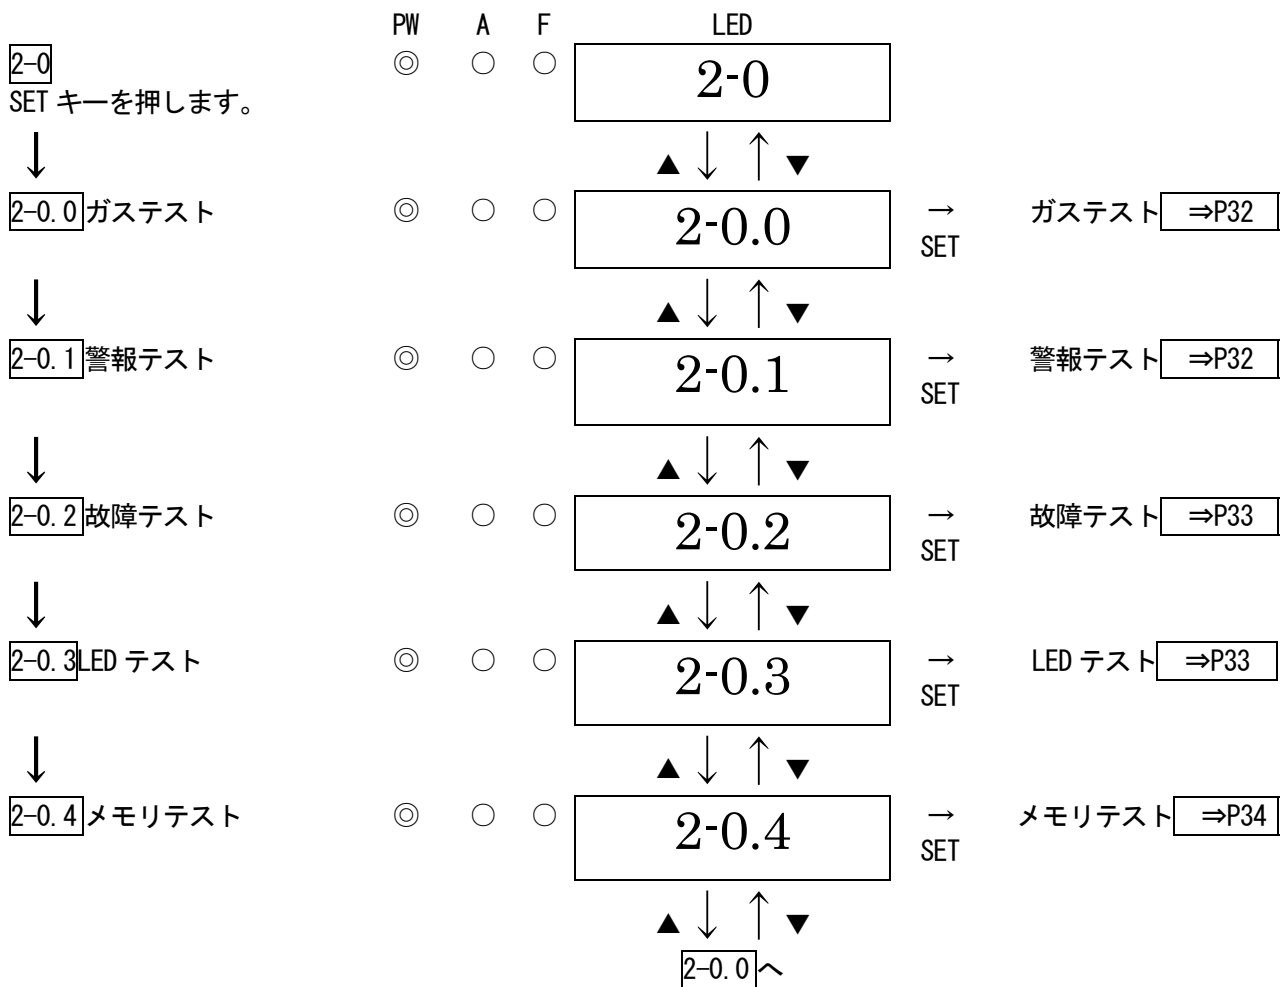 PW A F LED
2-0 ◎ ○ ○ 2-0
SET キーを押します。
↓ ▲ ↓ ↑ ▼
2-0.0 ガステスト ◎ ○ ○ 2-0.0 → ガステスト ⇒P32
SET
↓ ▲ ↓ ↑ ▼
2-0.1 警報テスト ◎ ○ ○ 2-0.1 → 警報テスト ⇒P32
SET
↓ ▲ ↓ ↑ ▼
2-0.2 故障テスト ◎ ○ ○ 2-0.2 → 故障テスト ⇒P33
SET
↓ ▲ ↓ ↑ ▼
2-0.3 LED テスト ◎ ○ ○ 2-0.3 → LED テスト ⇒P33
SET
↓ ▲ ↓ ↑ ▼
2-0.4 メモリテスト ◎ ○ ○ 2-0.4 → メモリテスト ⇒P34
SET
▲ ↓ ↑ ▼
2-0.0 へ